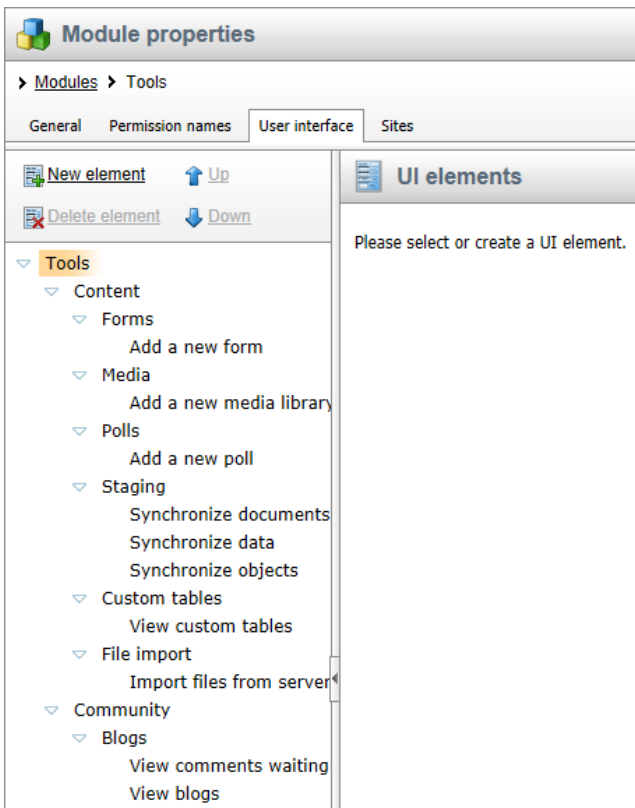 Module properties
Modules > Tools
General Permission names User interface Sites
New element Up
Delete element Down
UI elements
Please select or create a UI element.
Tools
Content
Forms
Add a new form
Media
Add a new media library
Polls
Add a new poll
Staging
Synchronize documents
Synchronize data
Synchronize objects
Custom tables
View custom tables
File import
Import files from server
Community
Blogs
View comments waiting
View blogs